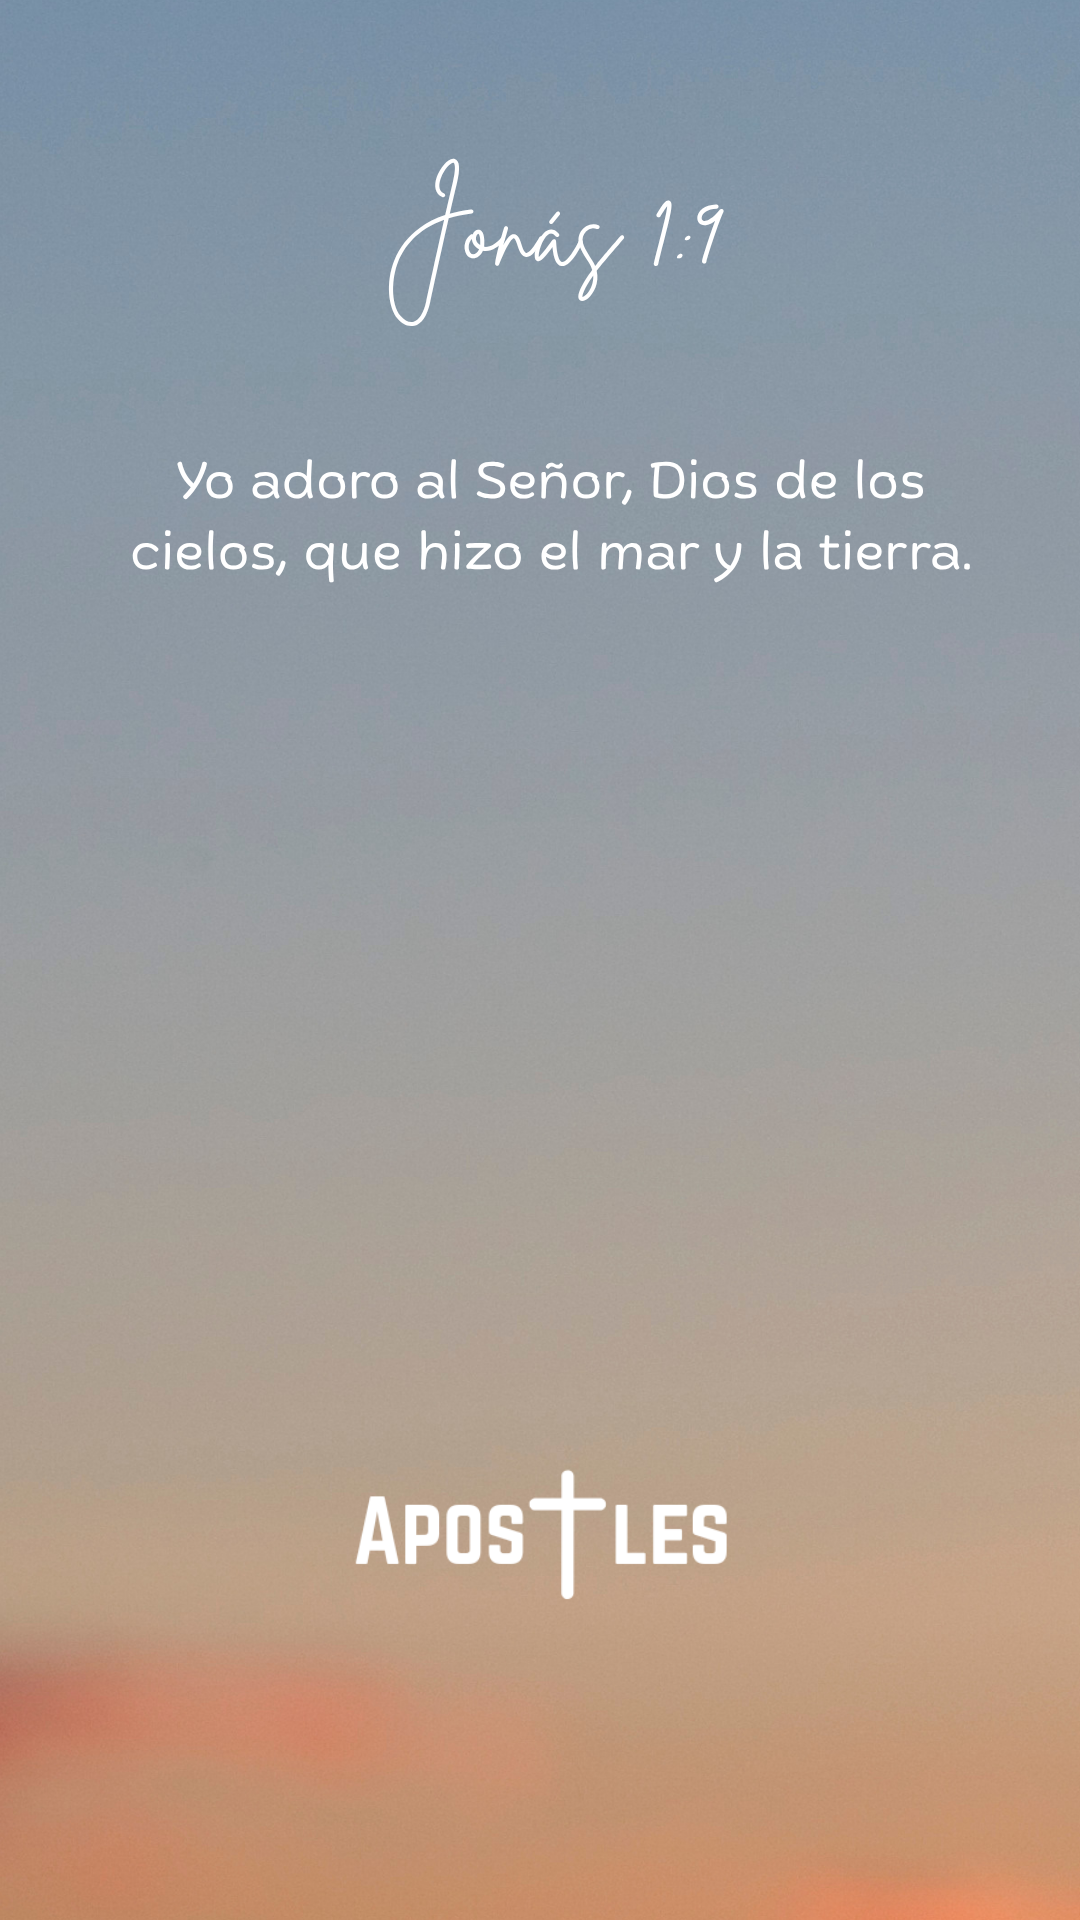 Jonás 1:9
Yo adoro al Señor, Dios de los
cielos, que hizo el mar y la tierra.
APOSTLES